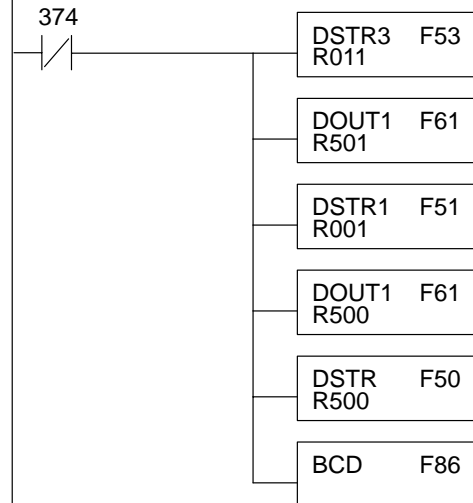 374
DSTR3 F53
R011
DOUT1 F61
R501
DSTR1 F51
R001
DOUT1 F61
R500
DSTR F50
R500
BCD F86